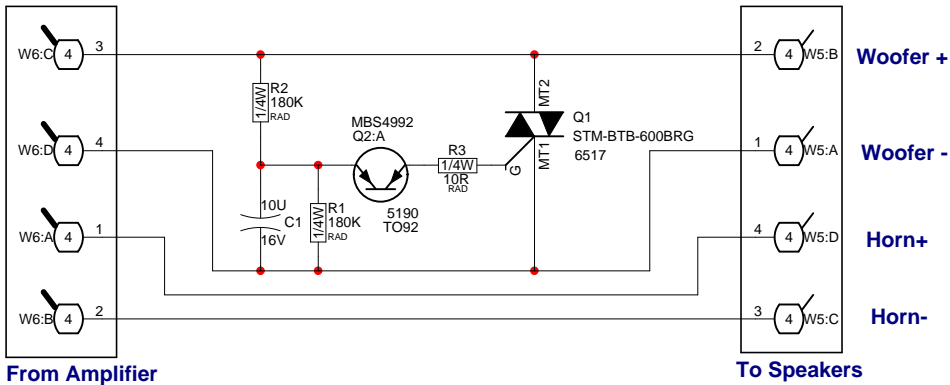 W6:C
4
3
2
4
W5:B
Woofer +
R2
1/4W
180K
RAD
MT2
Q1
STM-BTB-600BRG
6517
MT1
G
MBS4992
Q2:A
5190
TO92
R3
1/4W
10R
RAD
W6:D
4
4
1
4
W5:A
Woofer -
10U
C1
16V
R1
1/4W
180K
RAD
W6:A
4
1
4
4
W5:D
Horn+
W6:B
4
2
3
4
W5:C
Horn-
From Amplifier
To Speakers